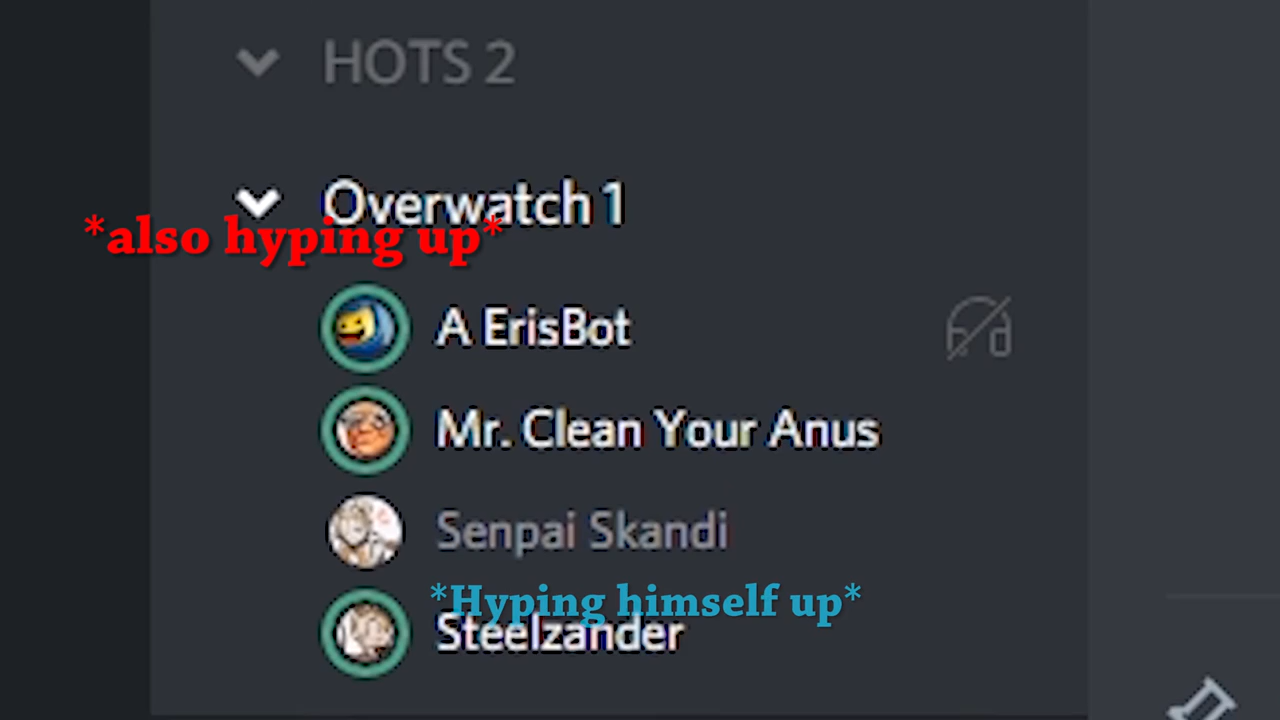 HOTS 2
Overwatch 1
*also hyping up*
A ErisBot
Mr. Clean Your Anus
Senpai Skandi
*Hyping himself up*
Steelzander